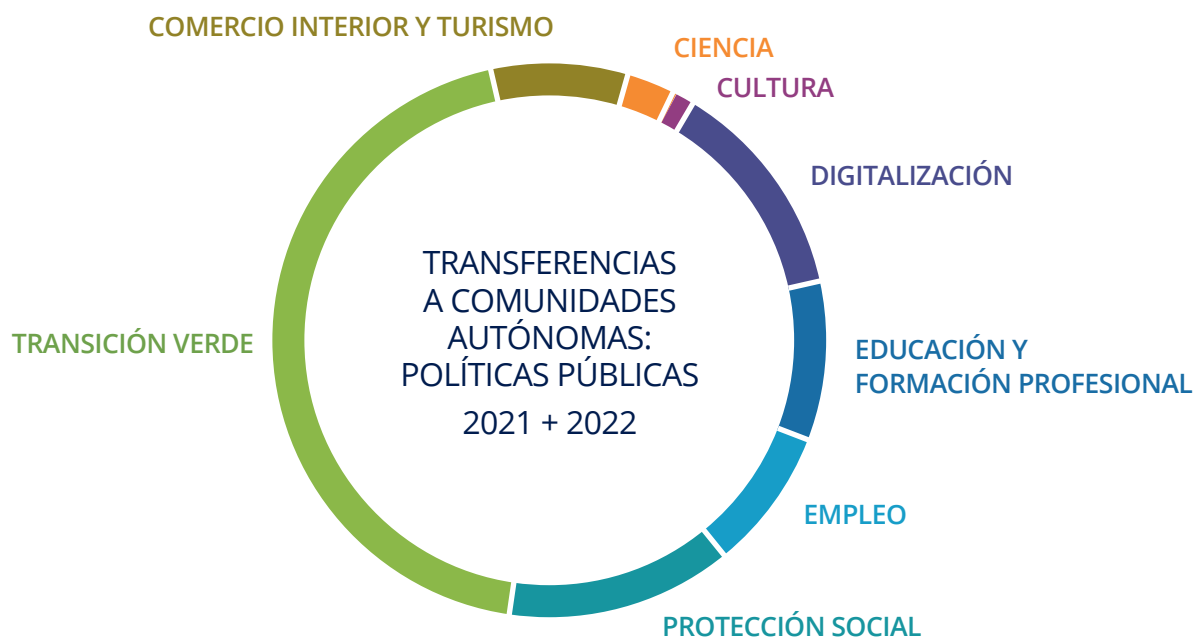 COMERCIO INTERIOR Y TURISMO
CIENCIA
CULTURA
DIGITALIZACIÓN
TRANSFERENCIAS
A COMUNIDADES
AUTÓNOMAS:
POLÍTICAS PÚBLICAS
2021 + 2022
TRANSICIÓN VERDE
EDUCACIÓN Y
FORMACIÓN PROFESIONAL
EMPLEO
PROTECCIÓN SOCIAL